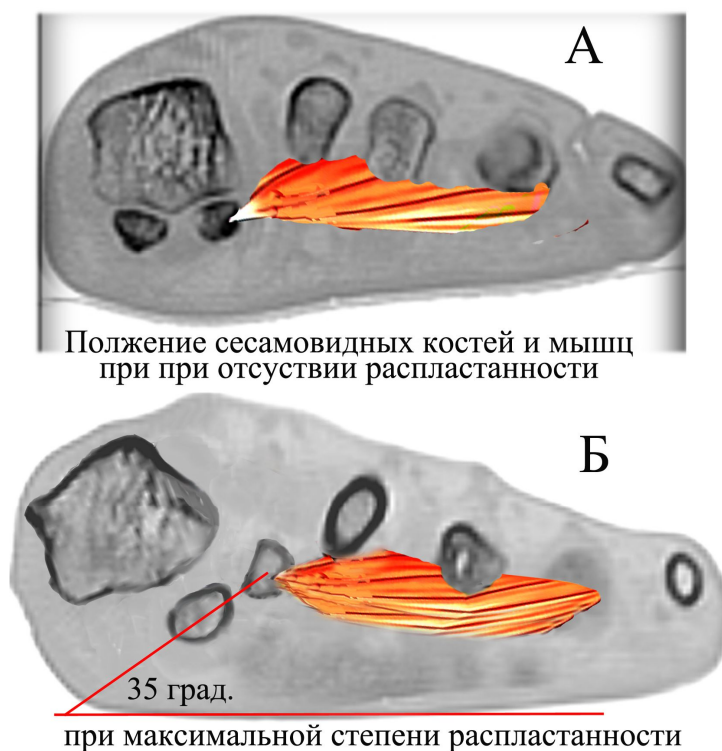 А
Полжение сесамовидных костей и мышц
при при отсуствии распластанности
Б
35 град.
при максимальной степени распластанности